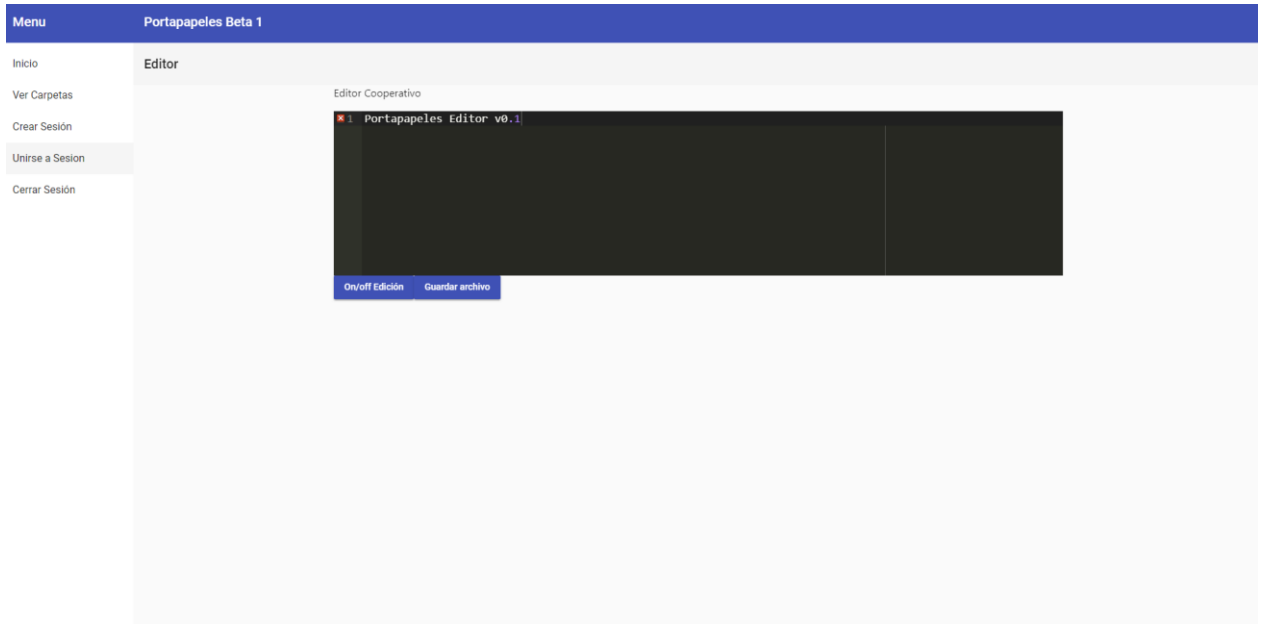 Menu
Portapapeles Beta 1
Inicio
Ver Carpetas
Crear Sesión
Unirse a Sesion
Cerrar Sesión
Editor
Editor Cooperativo
1 Portapapeles Editor v0.1
On/off Edición
Guardar archivo